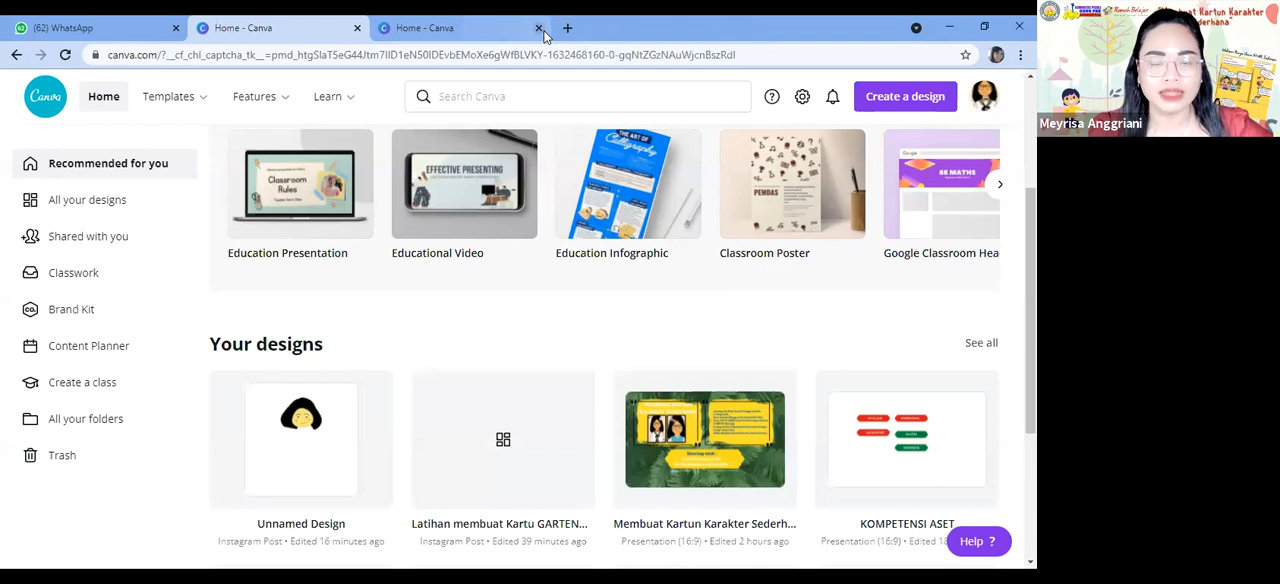 (62) WhatsApp
Home - Canva
Home - Canva
canva.com/?__cf_chl_captcha_tk__=pmd_htgSIaT5eG44Jtm7IID1eN50lDEvbEMoXe6gWfBLVKY-1632468160-0-gqNtZGzNAuWjcnBszRdI
Canva
Home
Templates
Features
Learn
Search Canva
Create a design
Meyrisa Anggriani
Recommended for you
All your designs
Shared with you
Classwork
Brand Kit
Content Planner
Create a class
All your folders
Trash
Classroom Rules
EFFECTIVE PRESENTING
THE ART OF
Calligraphy
PEMDAS
Google
BE MATHS
Education Presentation
Educational Video
Education Infographic
Classroom Poster
Google Classroom Hea
Your designs
See all
Unnamed Design
Instagram Post • Edited 16 minutes ago
Latihan membuat Kartu GARTEN...
Instagram Post • Edited 39 minutes ago
Membuat Kartun Karakter Sederh...
Presentation (16:9) • Edited 2 hours ago
KOMPETENSI ASET
Presentation (16:9) • Edited 18
Help ?